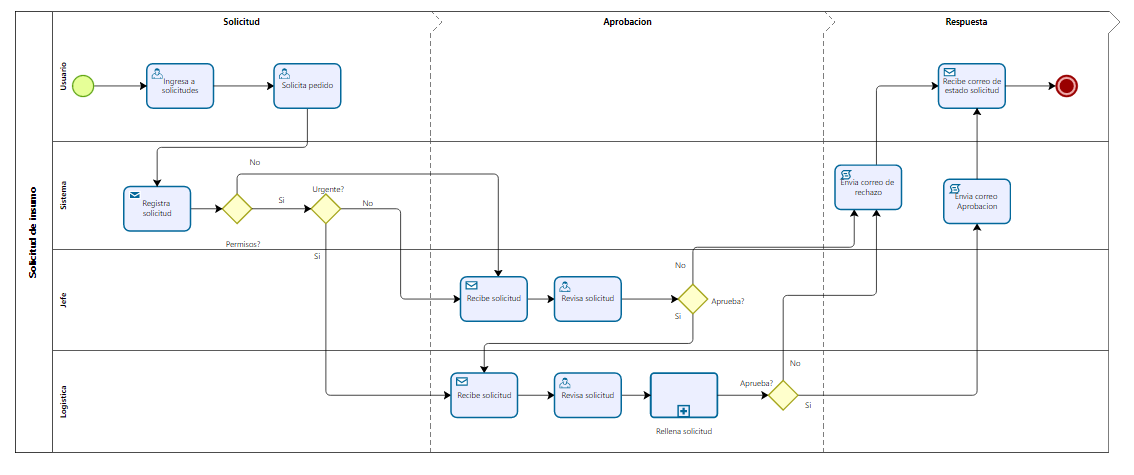 Solicitud
Aprobacion
Respuesta
Solicitud de insumo
Usuario
Ingresa a
solicitudes
Solicita pedido
Recibe correo de
estado solicitud
Sistema
No
Registra
solicitud
Si
Urgente?
No
Permisos?
Si
Envia correo de
rechazo
Envia correo
Aprobacion
Jefe
Recibe solicitud
Revisa solicitud
No
Aprueba?
Si
Logistica
Recibe solicitud
Revisa solicitud
Rellena solicitud
Aprueba?
No
Si